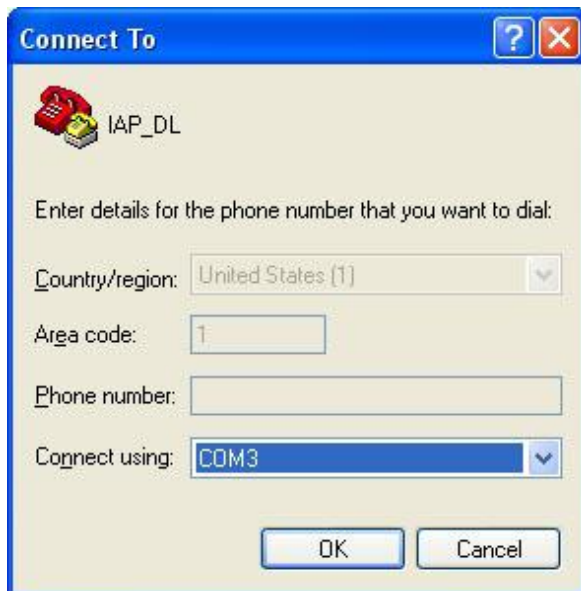 Connect To
?
IAP_DL
Enter details for the phone number that you want to dial:
Country/region: United States (1)
Area code: 1
Phone number:
Connect using: COM3
OK Cancel